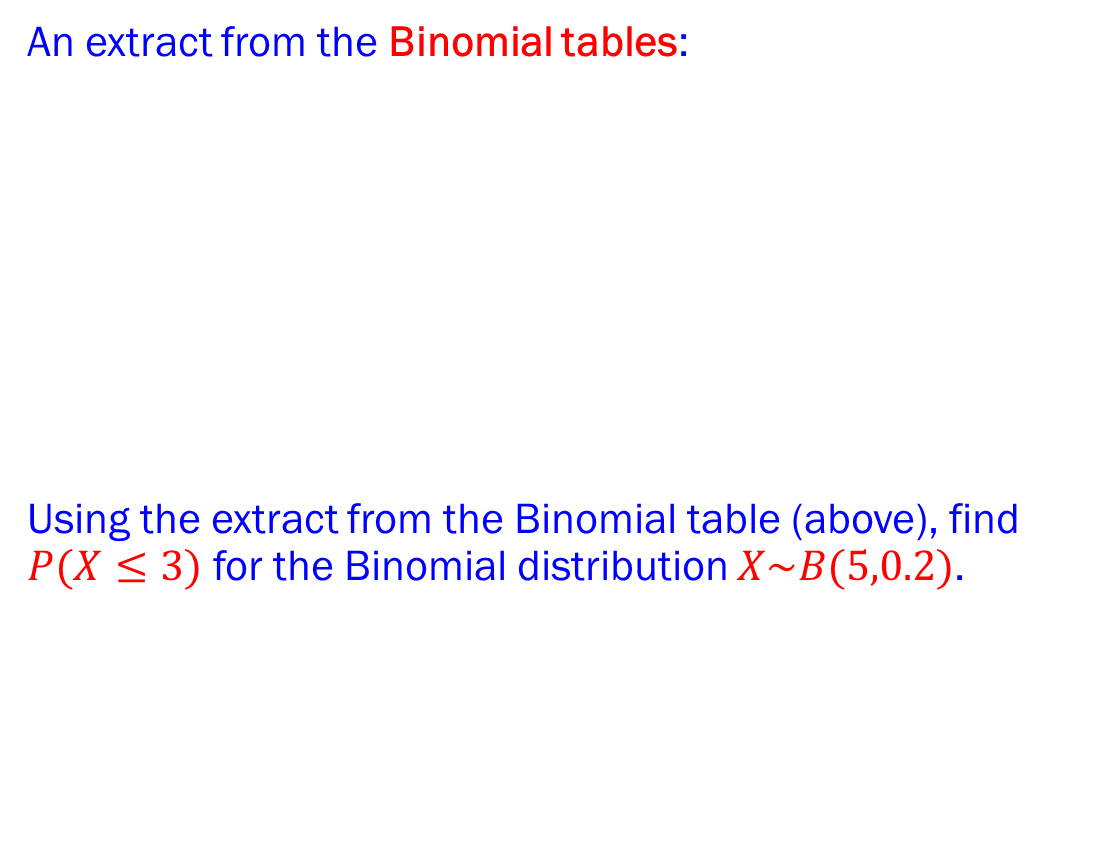 An extract from the Binomial tables:
Using the extract from the Binomial table (above), find
P(X ≤ 3) for the Binomial distribution X~B(5,0.2).